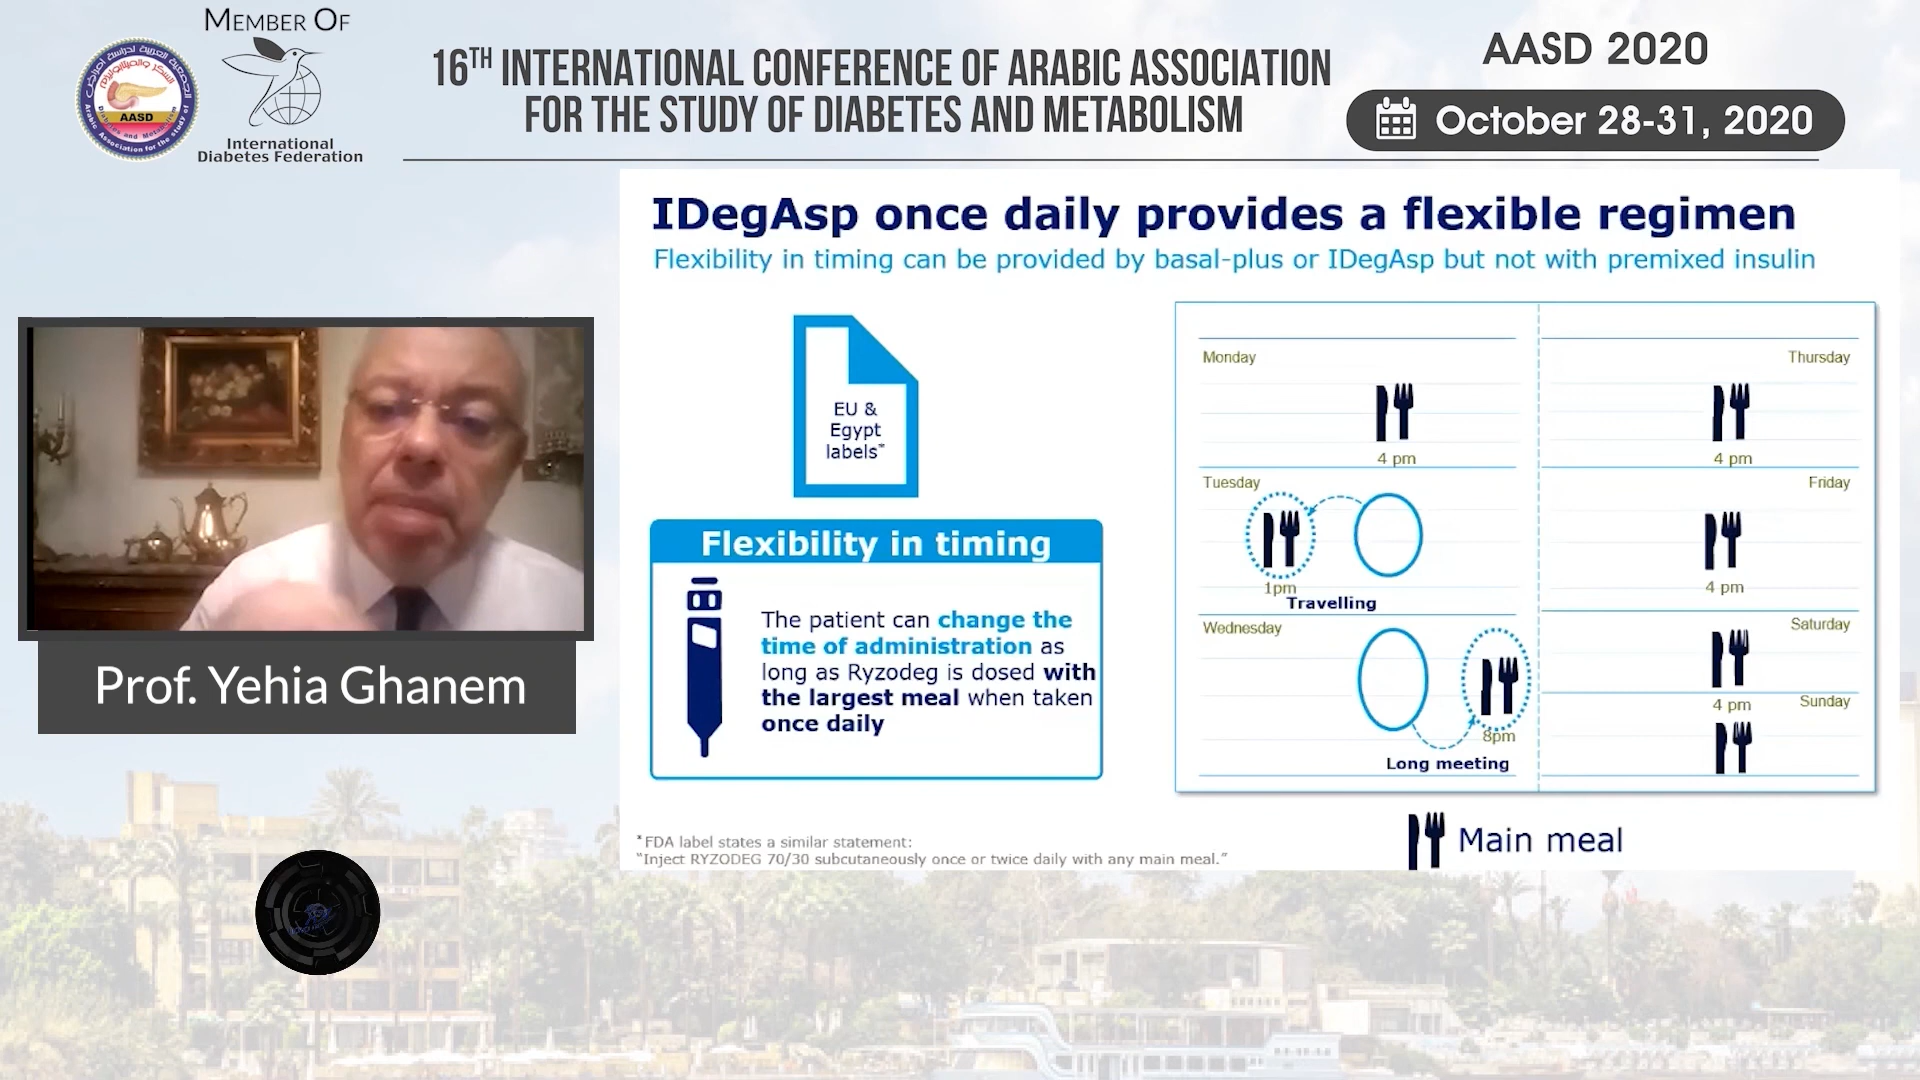 MEMBER OF
AASD
International
Diabetes Federation
16TH INTERNATIONAL CONFERENCE OF ARABIC ASSOCIATION
FOR THE STUDY OF DIABETES AND METABOLISM
AASD 2020
October 28-31, 2020
Prof. Yehia Ghanem
IDegAsp once daily provides a flexible regimen
Flexibility in timing can be provided by basal-plus or IDegAsp but not with premixed insulin
EU &
Egypt
labels*
Flexibility in timing
The patient can change the
time of administration as
long as Ryzodeg is dosed with
the largest meal when taken
once daily
Monday
4 pm
Tuesday
1pm
Travelling
Wednesday
8pm
Long meeting
Thursday
4 pm
Friday
4 pm
Saturday
4 pm
Sunday
Main meal
*FDA label states a similar statement:
"Inject RYZODEG 70/30 subcutaneously once or twice daily with any main meal."